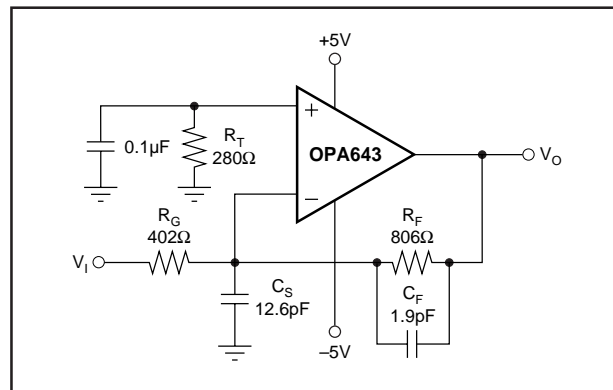 +5V
+
R_T
280Ω
0.1µF
OPA643
V_O
−
R_G
402Ω
R_F
806Ω
V_I
C_S
12.6pF
C_F
1.9pF
−5V